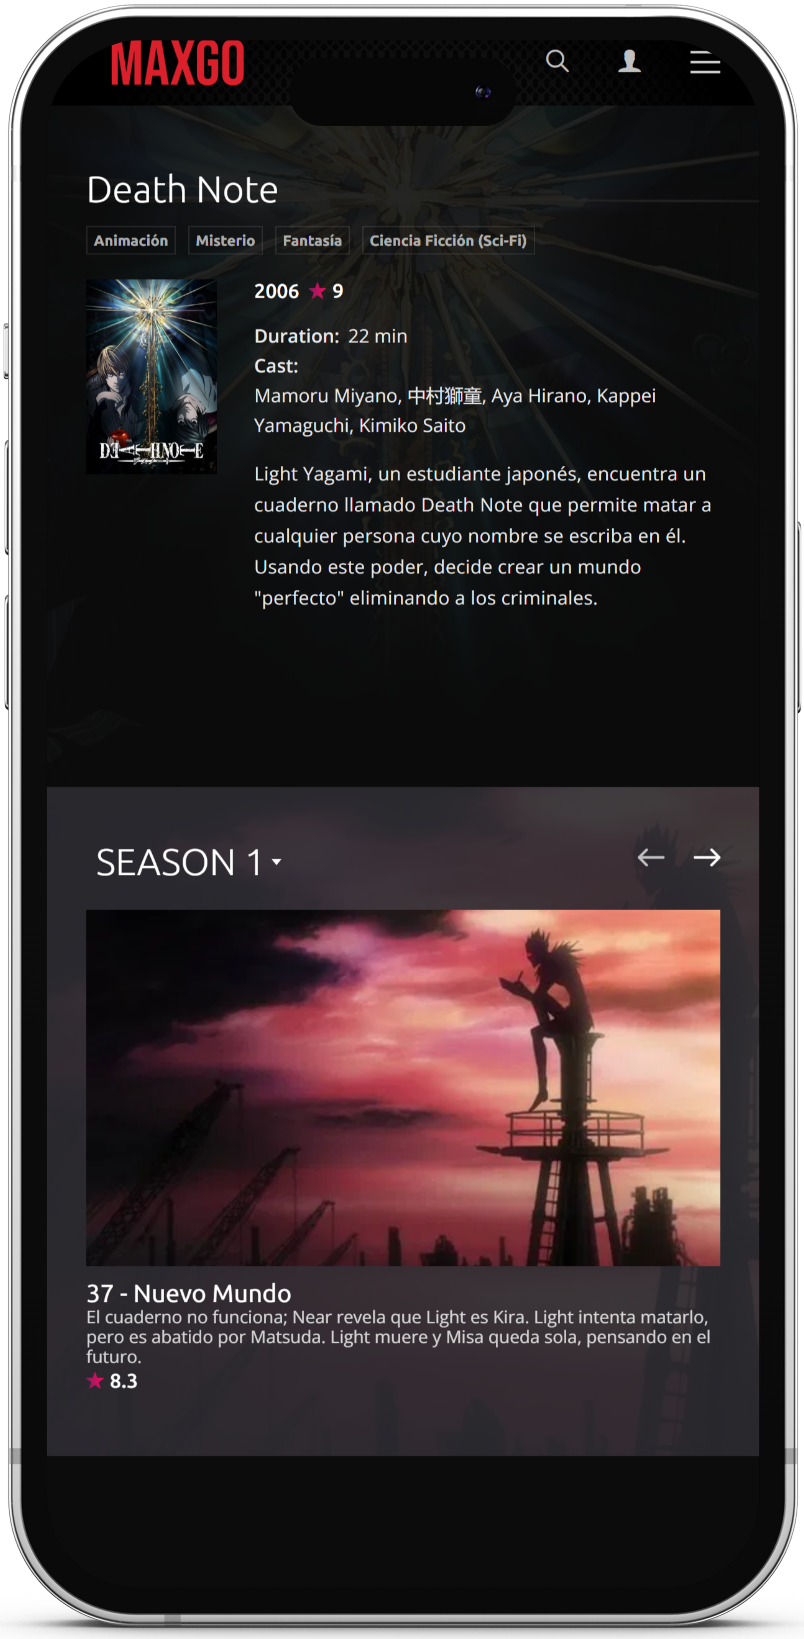 MAXGO
Death Note
Animación Misterio Fantasía Ciencia Ficción (Sci-Fi)
2006 ★ 9
Duration: 22 min
Cast:
Mamoru Miyano, 中村獅童, Aya Hirano, Kappei
Yamaguchi, Kimiko Saito
DEATHNOTE
Light Yagami, un estudiante japonés, encuentra un
cuaderno llamado Death Note que permite matar a
cualquier persona cuyo nombre se escriba en él.
Usando este poder, decide crear un mundo
"perfecto" eliminando a los criminales.
SEASON 1
37 - Nuevo Mundo
El cuaderno no funciona; Near revela que Light es Kira. Light intenta matarlo,
pero es abatido por Matsuda. Light muere y Misa queda sola, pensando en el
futuro.
★ 8.3